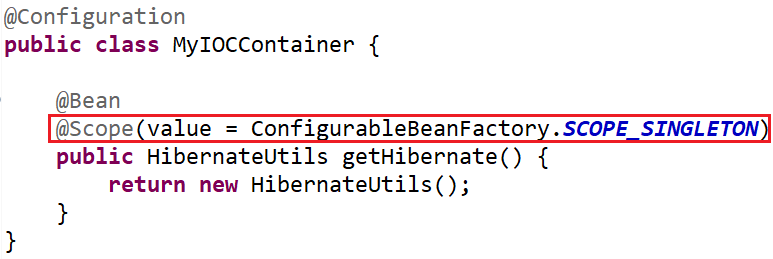 @Configuration
public class MyIOCContainer {
@Bean
@Scope(value = ConfigurableBeanFactory.SCOPE_SINGLETON)
public HibernateUtils getHibernate() {
return new HibernateUtils();
}
}